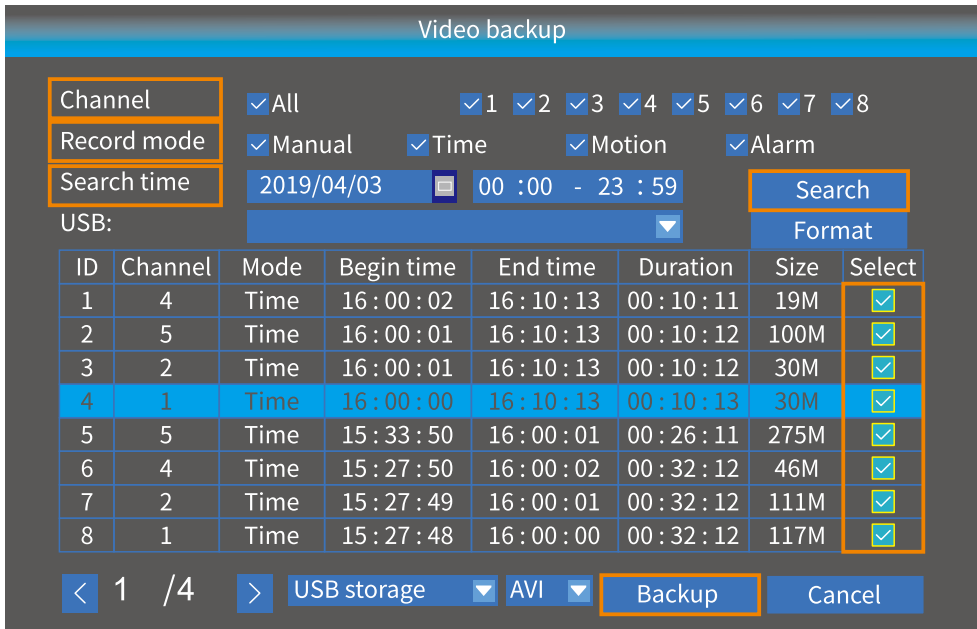 Video backup
Channel All 1 2 3 4 5 6 7 8
Record mode Manual Time Motion Alarm
Search time 2019/04/03 00 :00 - 23 : 59 Search
USB: Format
ID Channel Mode Begin time End time Duration Size Select
1 4 Time 16 : 00 : 02 16 : 10 : 13 00 : 10 : 11 19M
2 5 Time 16 : 00 : 01 16 : 10 : 13 00 : 10 : 12 100M
3 2 Time 16 : 00 : 01 16 : 10 : 13 00 : 10 : 12 30M
4 1 Time 16 : 00 : 00 16 : 10 : 13 00 : 10 : 13 30M
5 5 Time 15 : 33 : 50 16 : 00 : 01 00 : 26 : 11 275M
6 4 Time 15 : 27 : 50 16 : 00 : 02 00 : 32 : 12 46M
7 2 Time 15 : 27 : 49 16 : 00 : 01 00 : 32 : 12 111M
8 1 Time 15 : 27 : 48 16 : 00 : 00 00 : 32 : 12 117M
< 1 /4 > USB storage AVI Backup Cancel